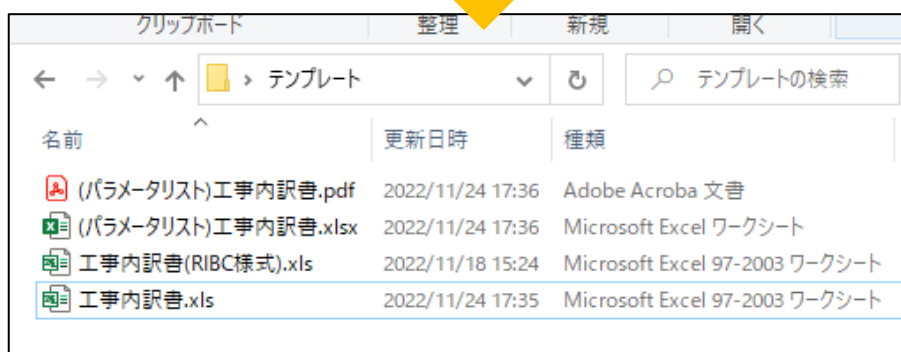 クリップボード 整理 新規 開く
テンプレート テンプレートの検索
名前 更新日時 種類
(パラメータリスト)工事内訳書.pdf 2022/11/24 17:36 Adobe Acroba 文書
(パラメータリスト)工事内訳書.xlsx 2022/11/24 17:36 Microsoft Excel ワークシート
工事内訳書(RIBC様式).xls 2022/11/18 15:24 Microsoft Excel 97-2003 ワークシート
工事内訳書.xls 2022/11/24 17:35 Microsoft Excel 97-2003 ワークシート